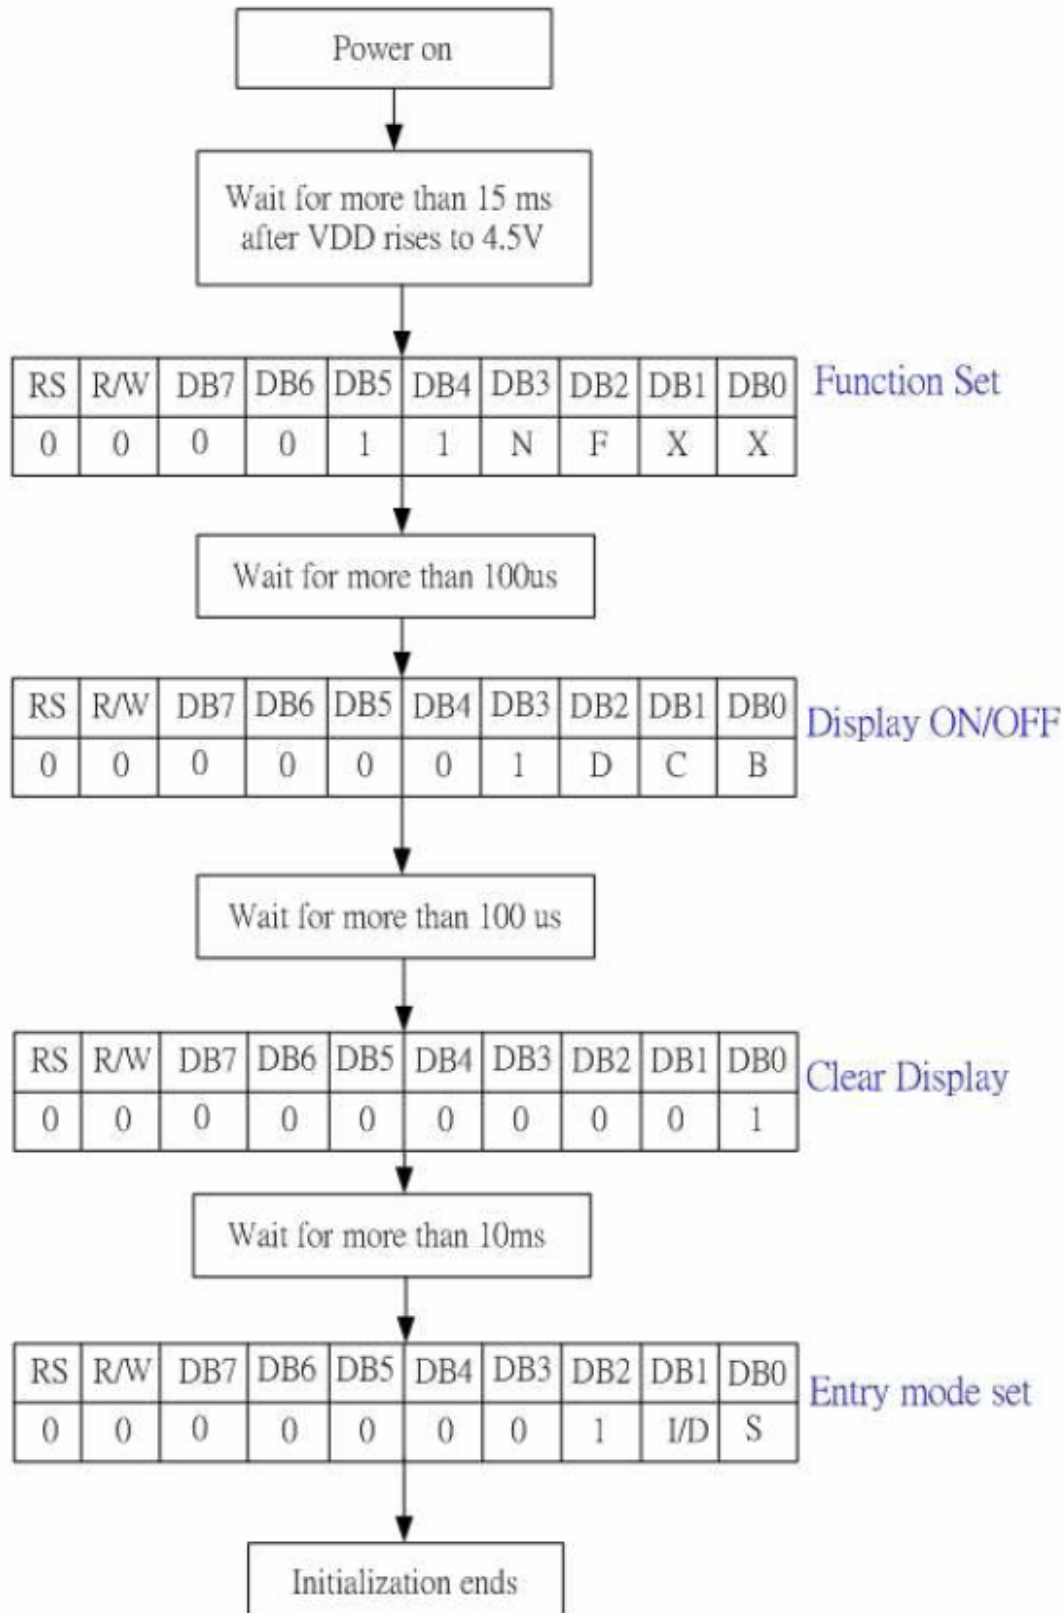 Power on
Wait for more than 15 ms
after VDD rises to 4.5V
RS R/W DB7 DB6 DB5 DB4 DB3 DB2 DB1 DB0 Function Set
0 0 0 0 1 1 N F X X
Wait for more than 100us
RS R/W DB7 DB6 DB5 DB4 DB3 DB2 DB1 DB0 Display ON/OFF
0 0 0 0 0 0 1 D C B
Wait for more than 100 us
RS R/W DB7 DB6 DB5 DB4 DB3 DB2 DB1 DB0 Clear Display
0 0 0 0 0 0 0 0 0 1
Wait for more than 10ms
RS R/W DB7 DB6 DB5 DB4 DB3 DB2 DB1 DB0 Entry mode set
0 0 0 0 0 0 0 1 I/D S
Initialization ends